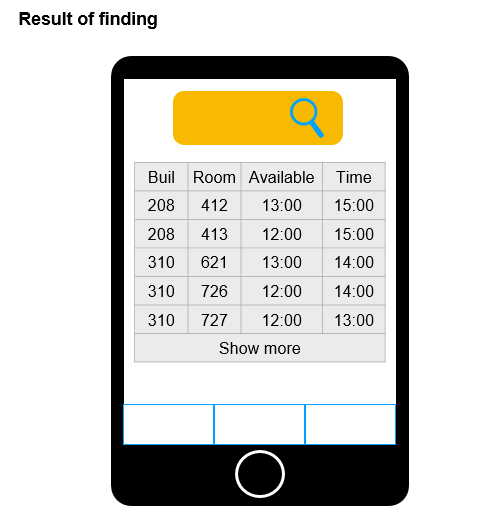 Result of finding
Buil Room Available Time
208 412 13:00 15:00
208 413 12:00 15:00
310 621 13:00 14:00
310 726 12:00 14:00
310 727 12:00 13:00
Show more